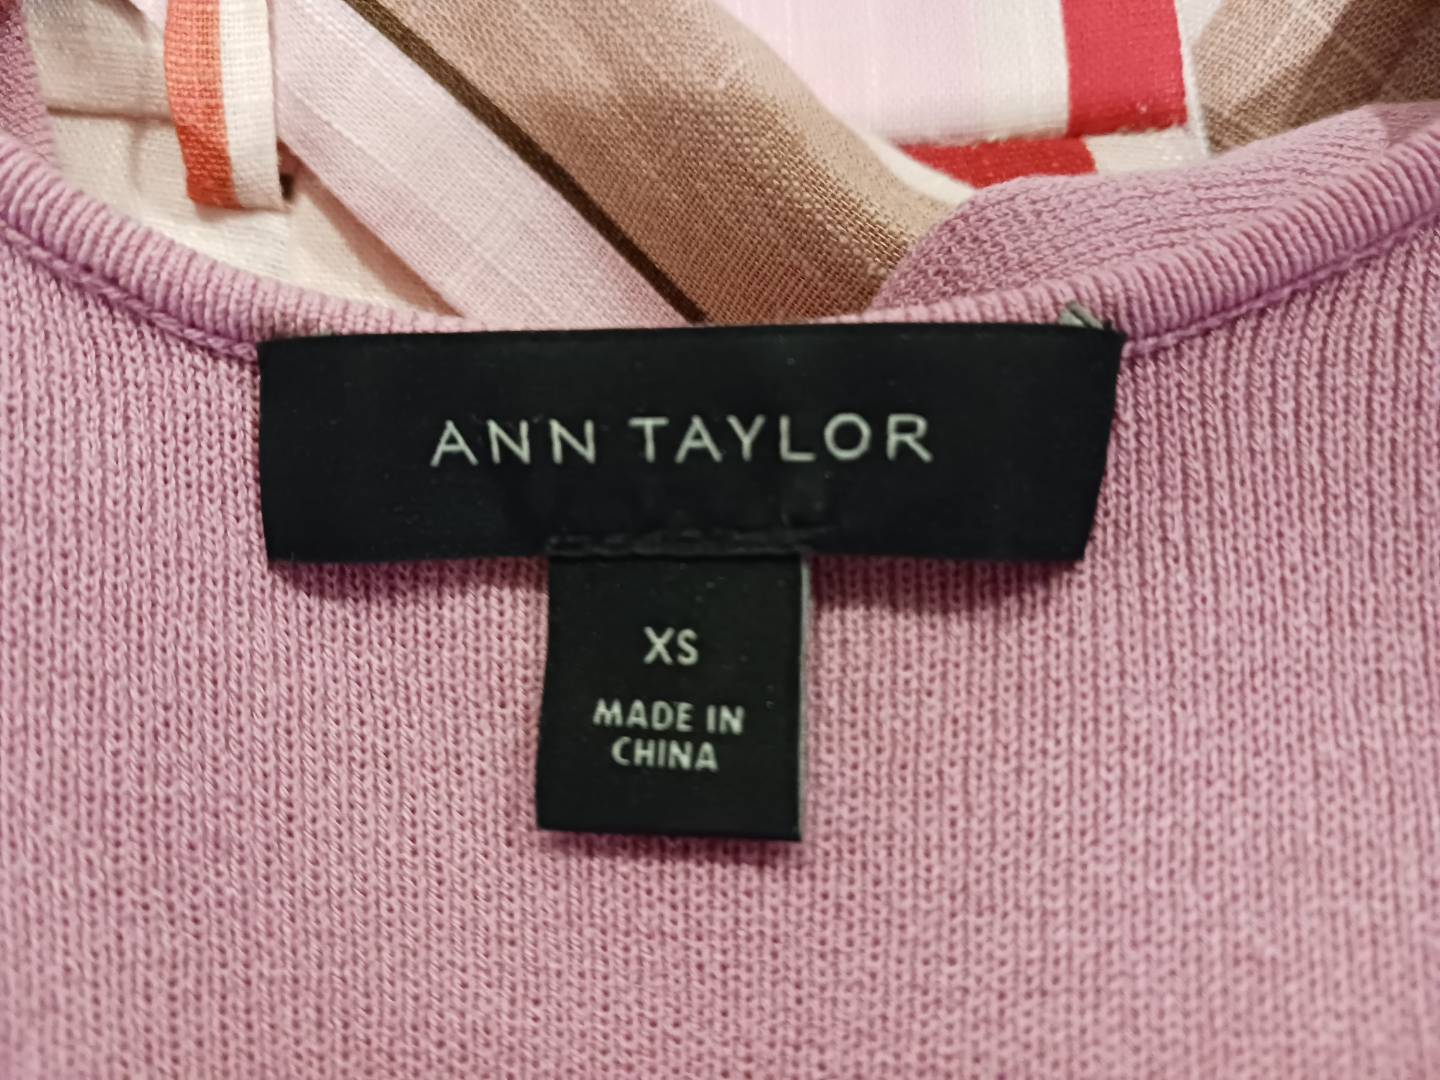 ANN TAYLOR
XS
MADE IN
CHINA